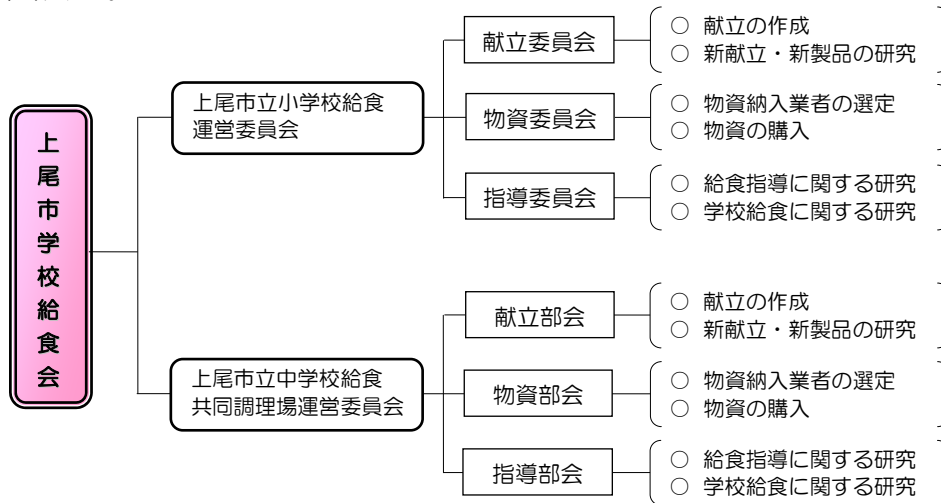 上尾市学校給食会
上尾市立小学校給食
運営委員会
献立委員会
○ 献立の作成
○ 新献立・新製品の研究
物資委員会
○ 物資納入業者の選定
○ 物資の購入
指導委員会
○ 給食指導に関する研究
○ 学校給食に関する研究
上尾市立中学校給食
共同調理場運営委員会
献立部会
○ 献立の作成
○ 新献立・新製品の研究
物資部会
○ 物資納入業者の選定
○ 物資の購入
指導部会
○ 給食指導に関する研究
○ 学校給食に関する研究